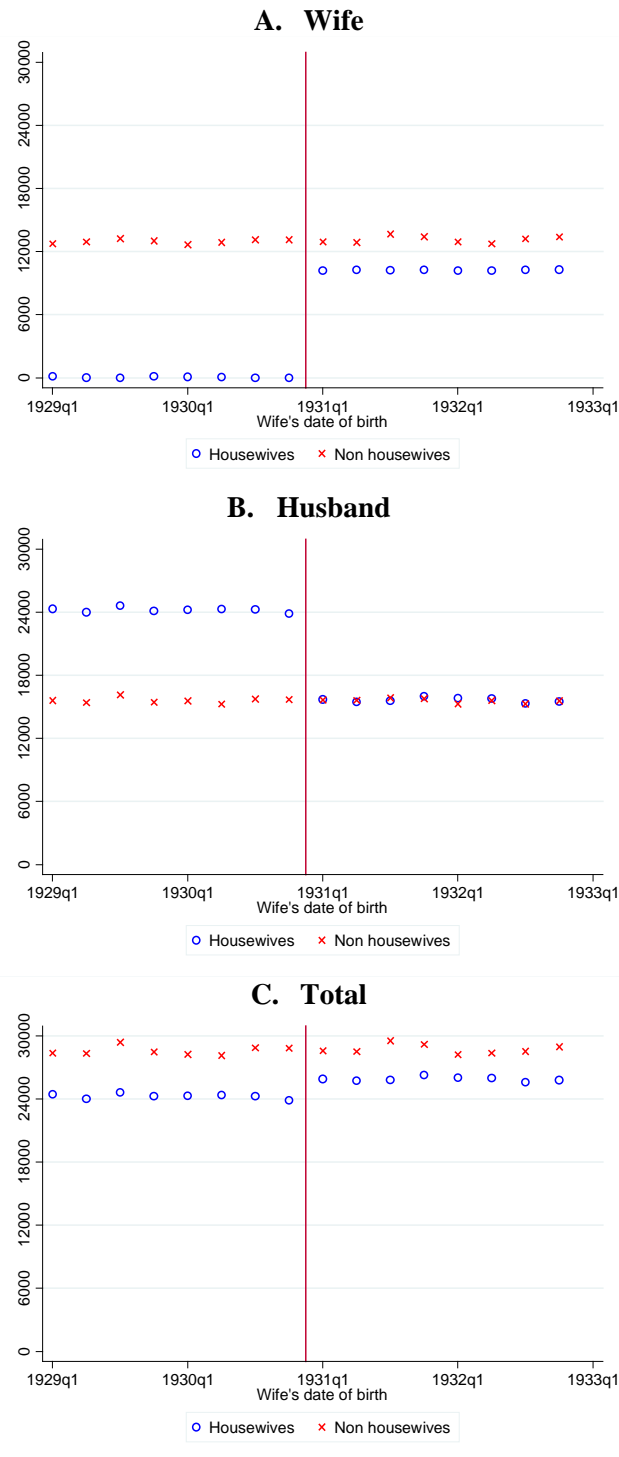 A. Wife
30000
24000
18000
12000
6000
0
1929q1 1930q1 1931q1 1932q1 1933q1
Wife's date of birth
Housewives Non housewives
B. Husband
30000
24000
18000
12000
6000
0
1929q1 1930q1 1931q1 1932q1 1933q1
Wife's date of birth
Housewives Non housewives
C. Total
30000
24000
18000
12000
6000
0
1929q1 1930q1 1931q1 1932q1 1933q1
Wife's date of birth
Housewives Non housewives